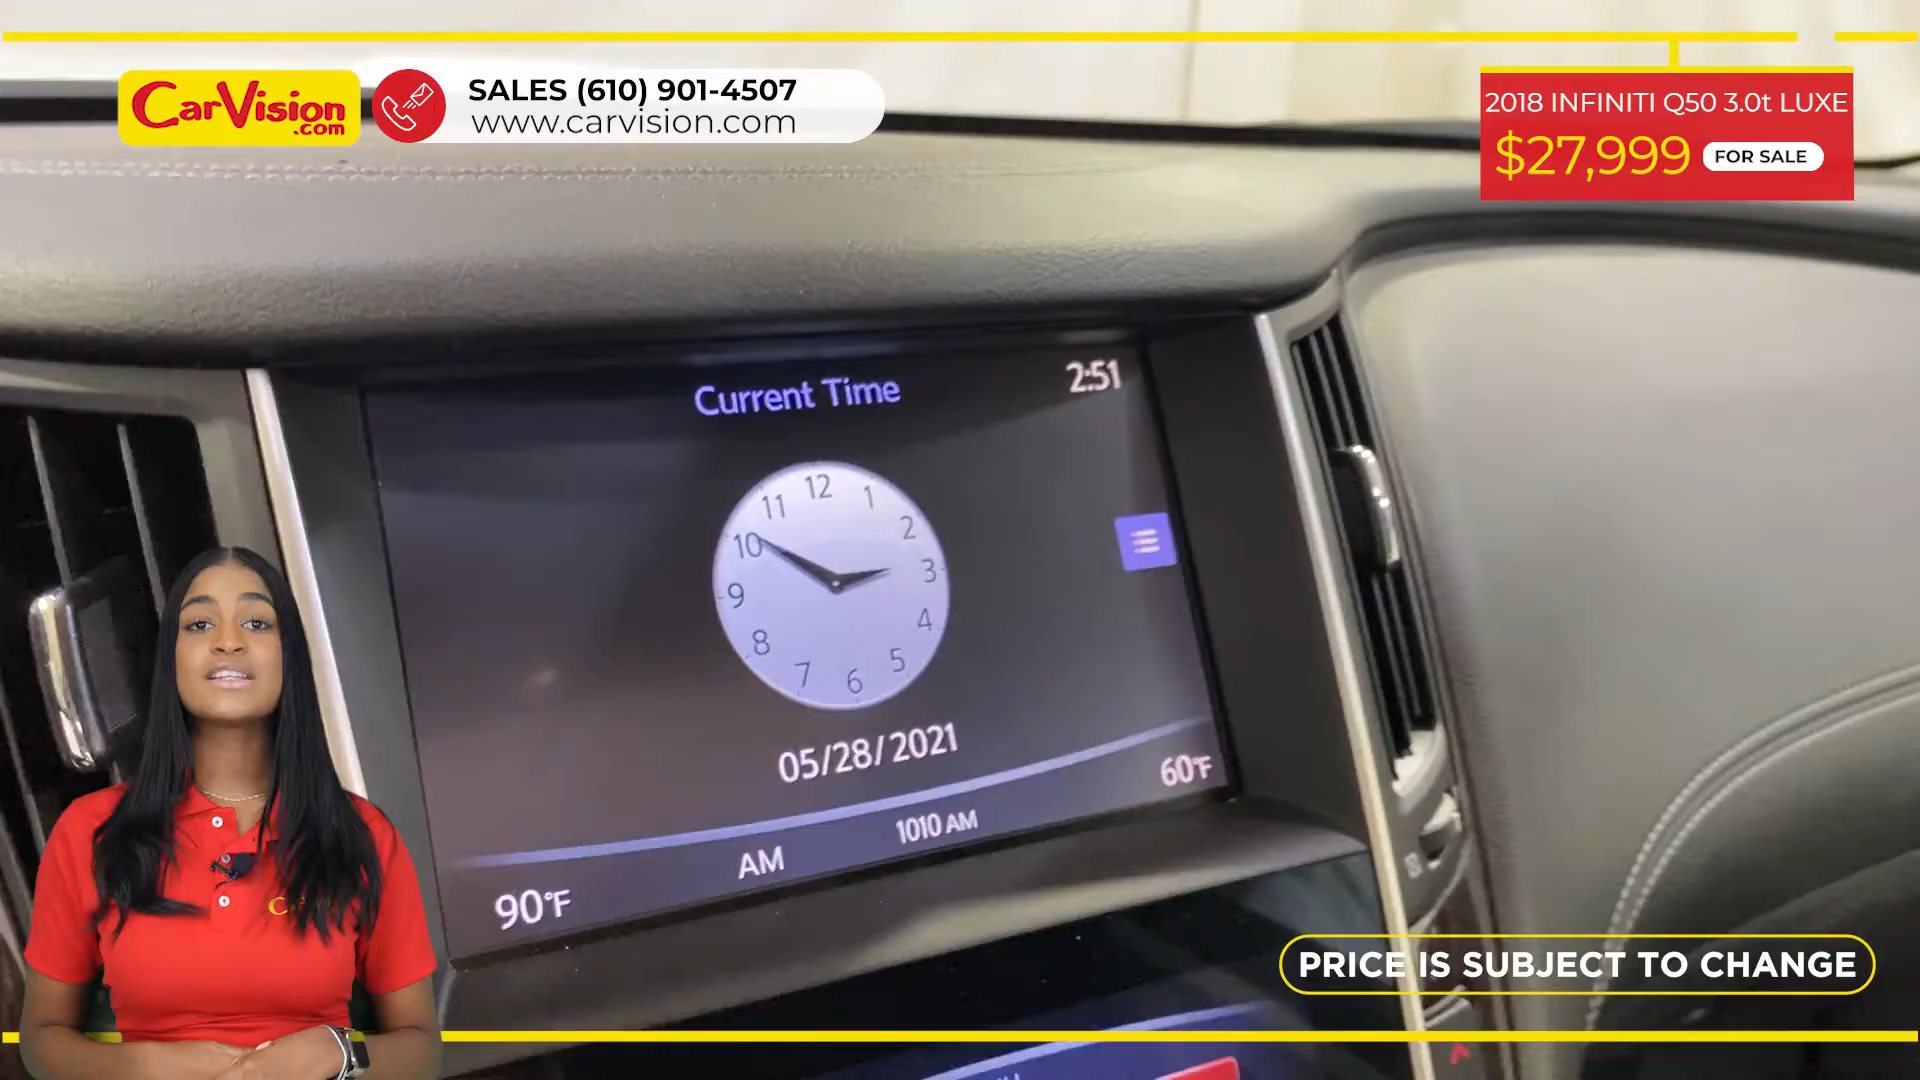 CarVision
.com
SALES (610) 901-4507
www.carvision.com
2018 INFINITI Q50 3.0t LUXE
$27,999 FOR SALE
Current Time
2:51
12
11 1
10 2
9 3
8 4
7 5
6
05/28/2021
60°F
1010 AM
AM
90°F
PRICE IS SUBJECT TO CHANGE